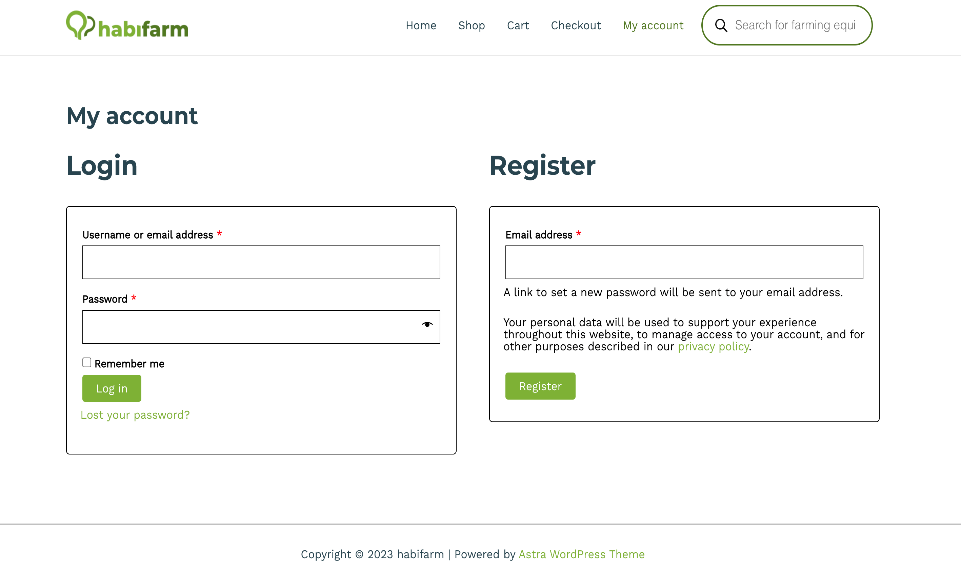 habifarm
Home Shop Cart Checkout My account Search for farming equi
My account
Login
Username or email address *
Password *
Remember me
Log in
Lost your password?
Register
Email address *
A link to set a new password will be sent to your email address.
Your personal data will be used to support your experience
throughout this website, to manage access to your account, and for
other purposes described in our privacy policy.
Register
Copyright © 2023 habifarm | Powered by Astra WordPress Theme